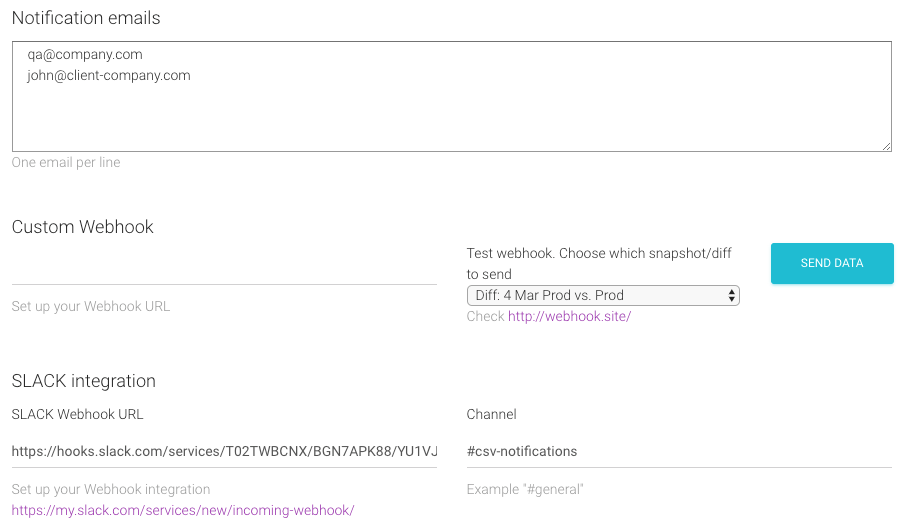 Notification emails
qa@company.com
john@client-company.com
One email per line
Custom Webhook
Set up your Webhook URL
Test webhook. Choose which snapshot/diff
to send
Diff: 4 Mar Prod vs. Prod
Check http://webhook.site/
SEND DATA
SLACK integration
SLACK Webhook URL
https://hooks.slack.com/services/T02TWBCNX/BGN7APK88/YU1VJ
Set up your Webhook integration
https://my.slack.com/services/new/incoming-webhook/
Channel
#csv-notifications
Example "#general"